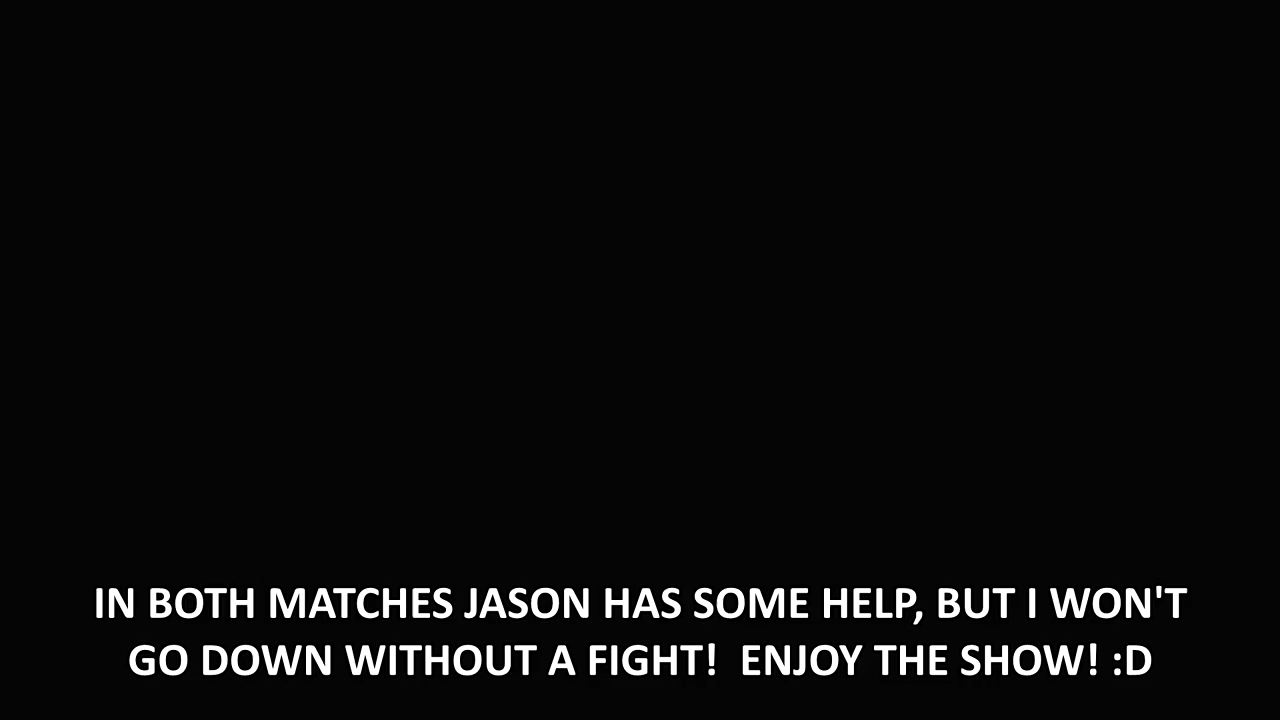 IN BOTH MATCHES JASON HAS SOME HELP, BUT I WON'T
GO DOWN WITHOUT A FIGHT!  ENJOY THE SHOW! :D